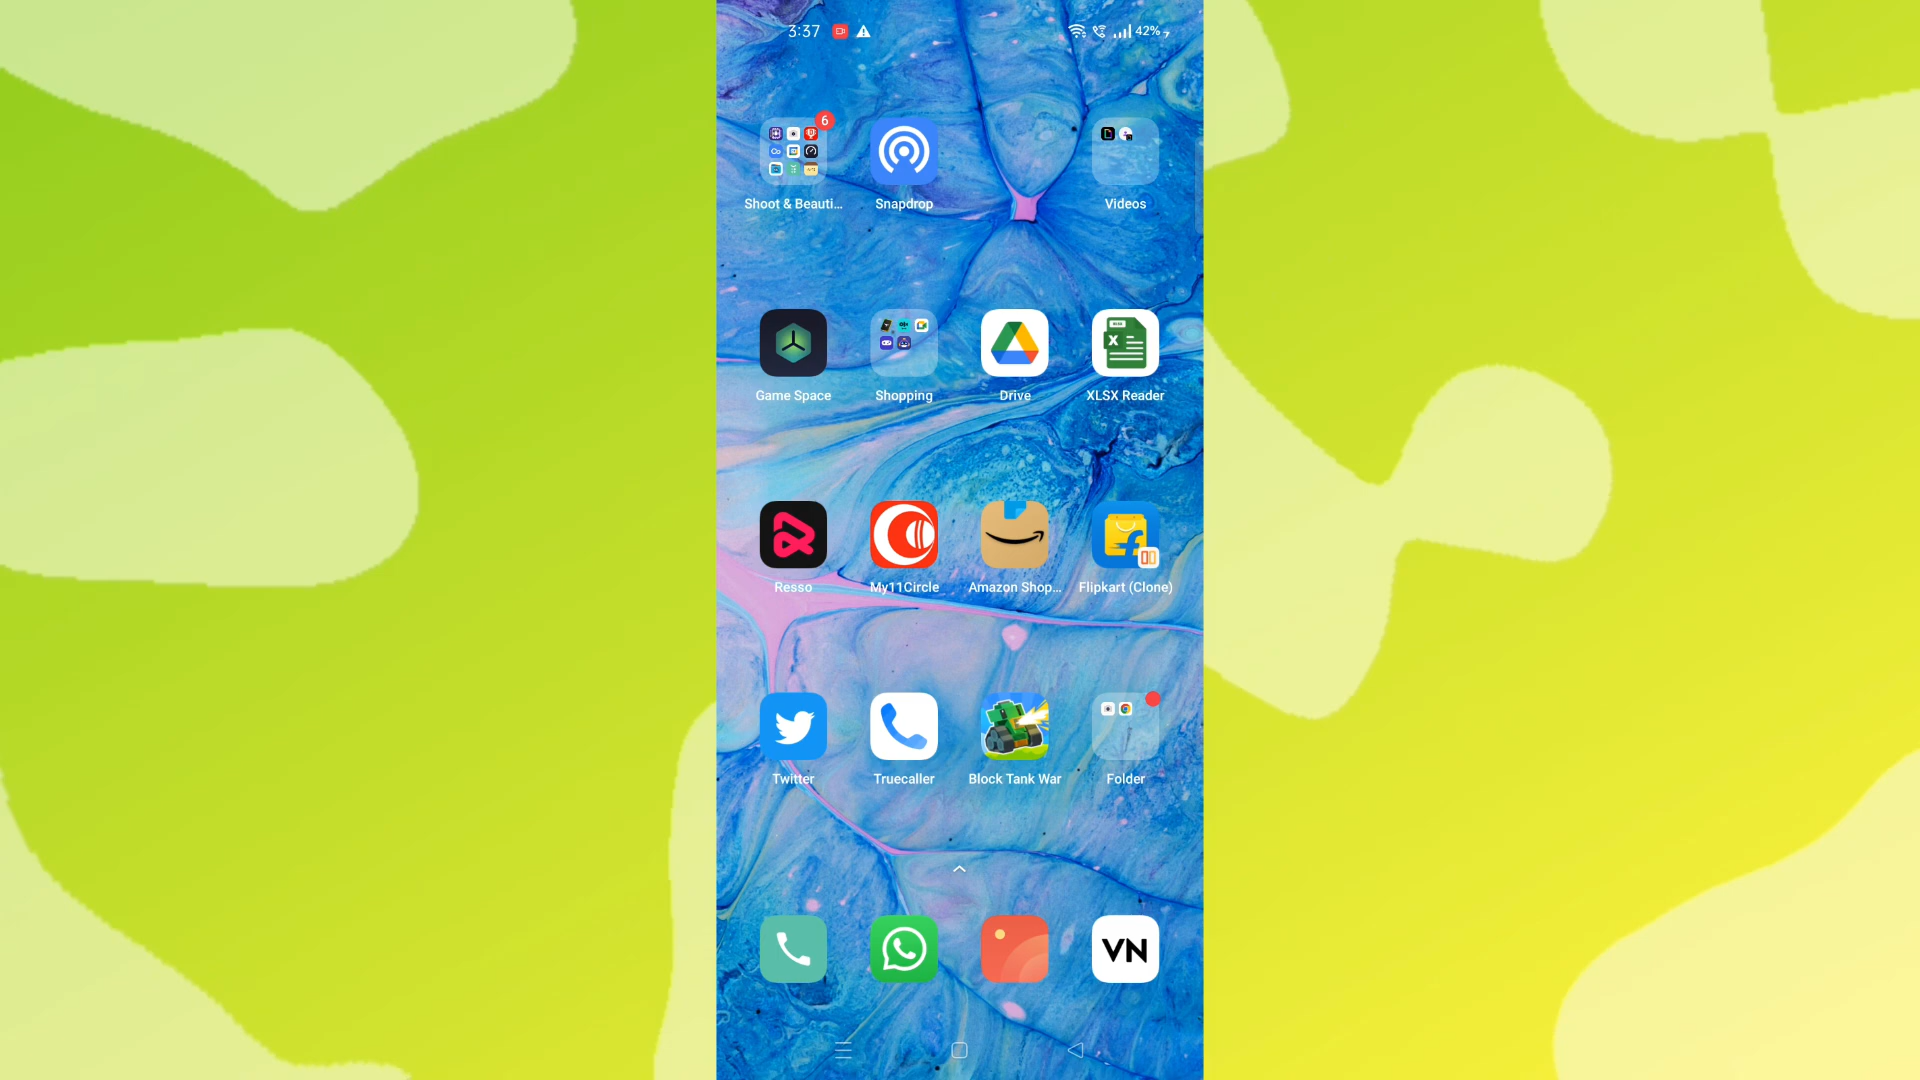 3:37 42%
6
Shoot & Beauti... Snapdrop Videos
Game Space Shopping Drive XLSX Reader
Resso My11Circle Amazon Shop... Flipkart (Clone)
Twitter Truecaller Block Tank War Folder
VN